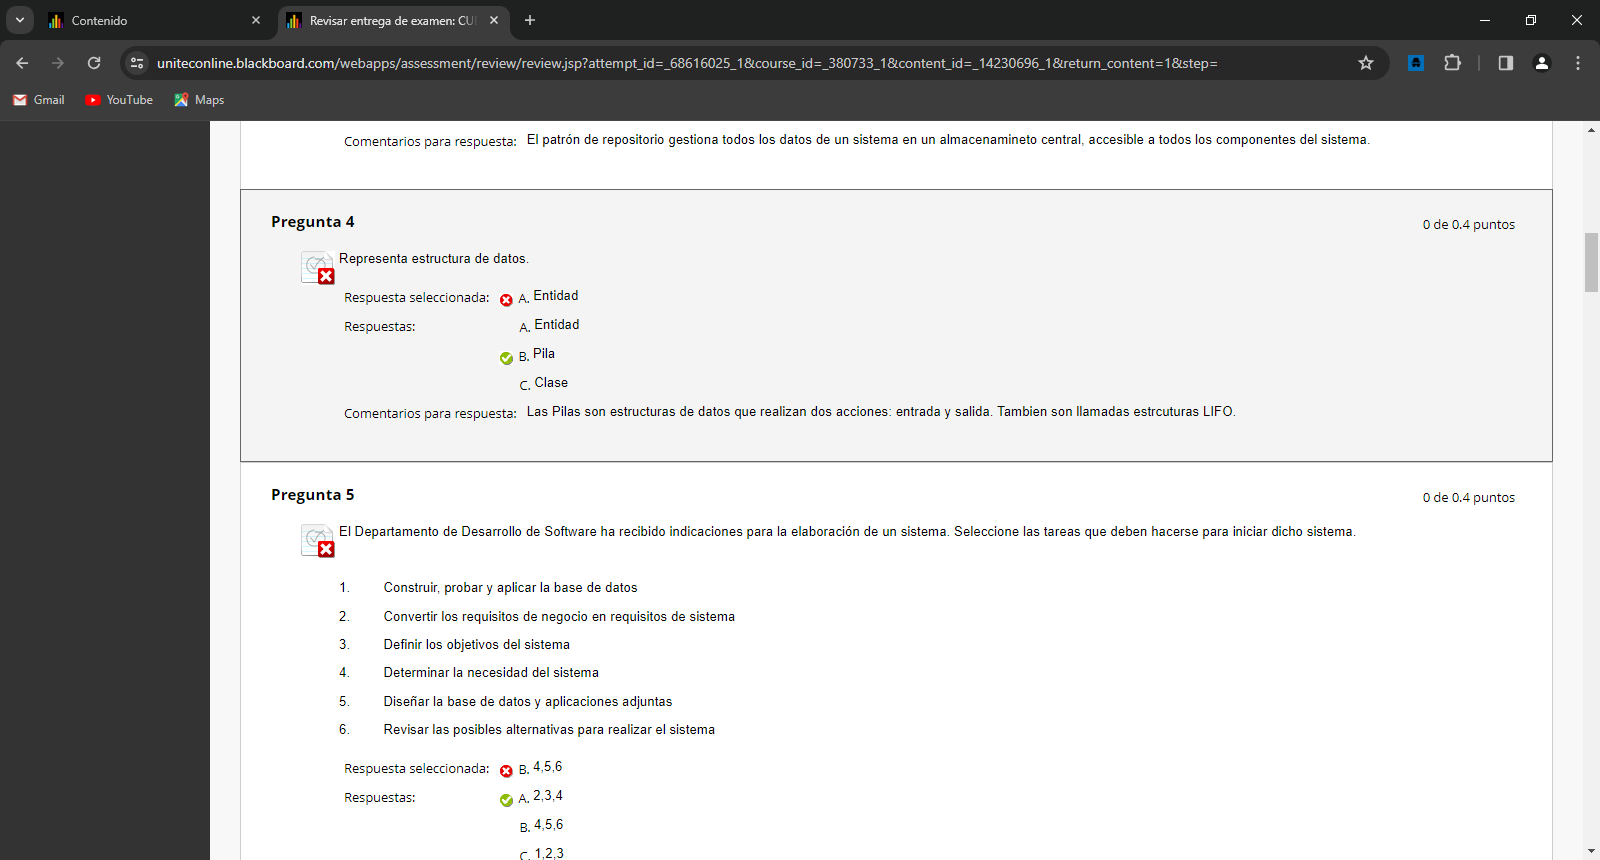 Contenido
Revisar entrega de examen: CU
uniteconline.blackboard.com/webapps/assessment/review/review.jsp?attempt_id=_68616025_1&course_id=_380733_1&content_id=_14230696_1&return_content=1&step=
Gmail YouTube Maps
Comentarios para respuesta: El patrón de repositorio gestiona todos los datos de un sistema en un almacenamineto central, accesible a todos los componentes del sistema.
Pregunta 4 0 de 0.4 puntos
Representa estructura de datos.
Respuesta seleccionada: A. Entidad
Respuestas: A. Entidad
B. Pila
C. Clase
Comentarios para respuesta: Las Pilas son estructuras de datos que realizan dos acciones: entrada y salida. Tambien son llamadas estrcuturas LIFO.
Pregunta 5 0 de 0.4 puntos
El Departamento de Desarrollo de Software ha recibido indicaciones para la elaboración de un sistema. Seleccione las tareas que deben hacerse para iniciar dicho sistema.
1. Construir, probar y aplicar la base de datos
2. Convertir los requisitos de negocio en requisitos de sistema
3. Definir los objetivos del sistema
4. Determinar la necesidad del sistema
5. Diseñar la base de datos y aplicaciones adjuntas
6. Revisar las posibles alternativas para realizar el sistema
Respuesta seleccionada: B. 4,5,6
Respuestas: A. 2,3,4
B. 4,5,6
C. 1,2,3